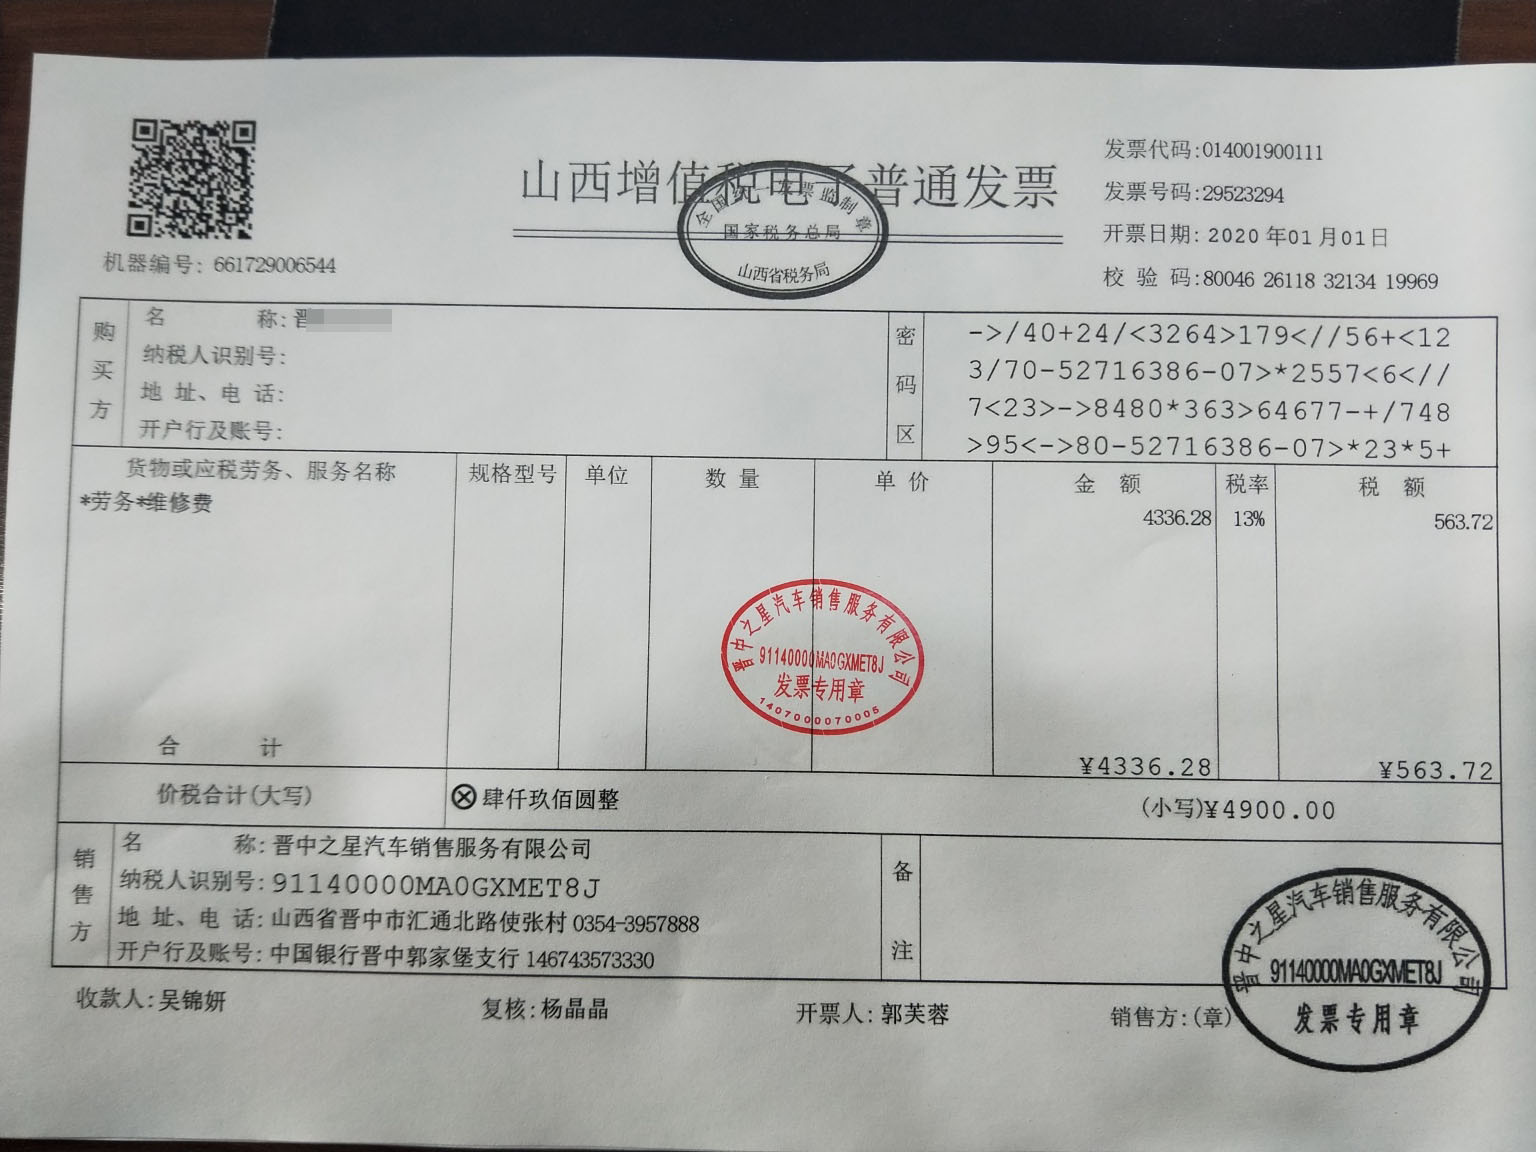 山西增值税电子普通发票
全国统一发票监制章
国家税务总局
山西省税务局
发票代码:014001900111
发票号码:29523294
开票日期: 2020 年01月01日
校 验 码:80046 26118 32134 19969
机器编号: 661729006544
购买方
名 称: 晋
纳税人识别号:
地 址、电 话:
开户行及账号:
密码区
->/40+24/<3264>179<//56+<12
3/70-52716386-07>*2557<6<//
7<23>->8480*363>64677-+/748
>95<->80-52716386-07>*23*5+
货物或应税劳务、服务名称 规格型号 单位 数 量 单 价 金 额 税率 税 额
*劳务*维修费 4336.28 13% 563.72
晋中之星汽车销售服务有限公司
91140000MA0GXMET8J
发票专用章
1407000070005
合 计 ¥4336.28 ¥563.72
价税合计(大写) ⊗肆仟玖佰圆整 (小写)¥4900.00
销售方
名 称: 晋中之星汽车销售服务有限公司
纳税人识别号: 91140000MA0GXMET8J
地 址、电 话: 山西省晋中市汇通北路使张村 0354-3957888
开户行及账号: 中国银行晋中郭家堡支行 146743573330
备注
收款人: 吴锦妍 复核: 杨晶晶 开票人: 郭芙蓉 销售方:(章)
晋中之星汽车销售服务有限公司
91140000MA0GXMET8J
发票专用章